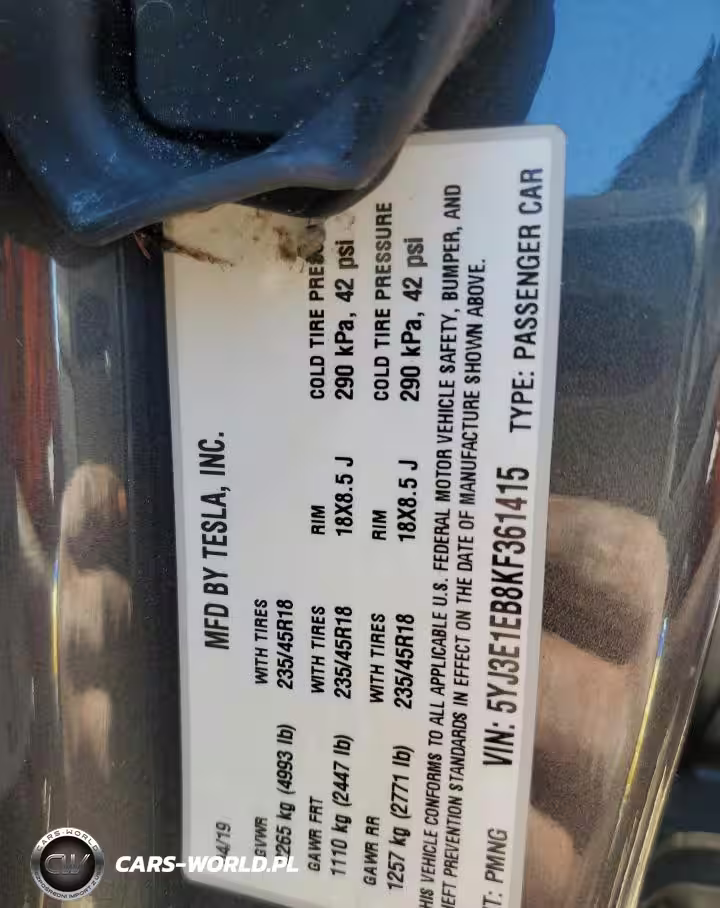 MFD BY TESLA, INC.
4/19
GVWR WITH TIRES
2265 kg (4993 lb) 235/45R18
GAWR FRT WITH TIRES RIM COLD TIRE PRES
1110 kg (2447 lb) 235/45R18 18X8.5 J 290 kPa, 42 psi
GAWR RR WITH TIRES RIM COLD TIRE PRESSURE
1257 kg (2771 lb) 235/45R18 18X8.5 J 290 kPa, 42 psi
HIS VEHICLE CONFORMS TO ALL APPLICABLE U.S. FEDERAL MOTOR VEHICLE SAFETY, BUMPER, AND
HEFT PREVENTION STANDARDS IN EFFECT ON THE DATE OF MANUFACTURE SHOWN ABOVE.
T: PMNG VIN: 5YJ3E1EB8KF361415 TYPE: PASSENGER CAR
CARS-WORLD
CW
CARS-WORLD.PL